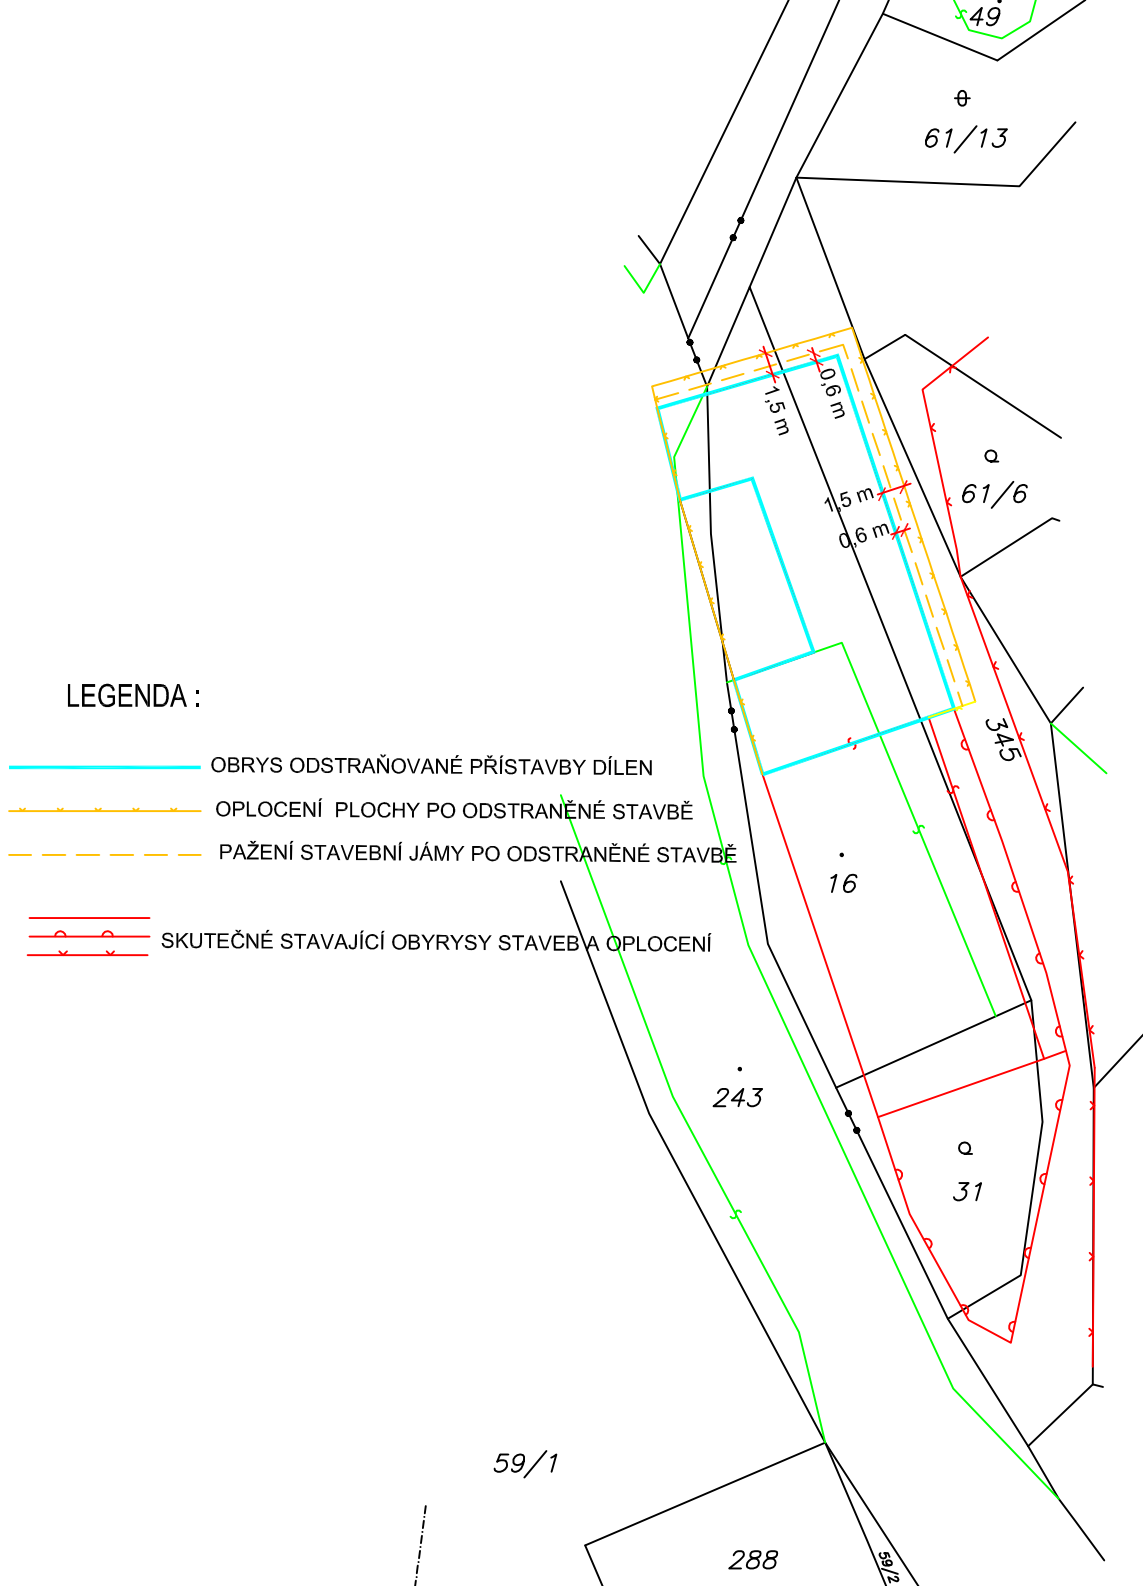 49
61/13
0,6 m
1,5 m
61/6
1,5 m
0,6 m
LEGENDA :
345
OBRYS ODSTRAŇOVANÉ PŘÍSTAVBY DÍLEN
OPLOCENÍ PLOCHY PO ODSTRANĚNÉ STAVBĚ
PAŽENÍ STAVEBNÍ JÁMY PO ODSTRANĚNÉ STAVBĚ
16
SKUTEČNÉ STAVAJÍCÍ OBYRYSY STAVEB A OPLOCENÍ
243
31
59/1
288
59/2